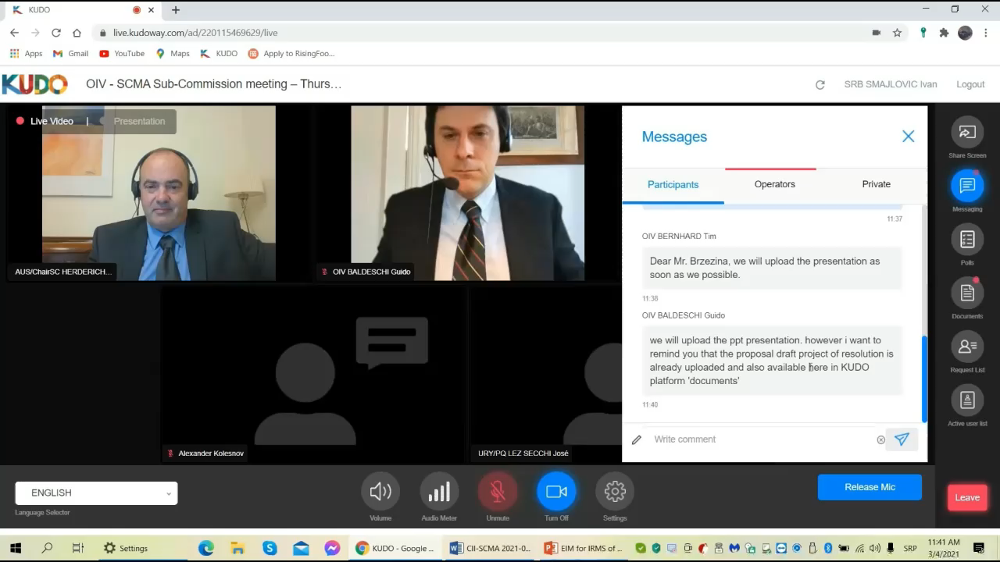 KUDO
live.kudoway.com/ad/220115469629/live
Apps
Gmail
YouTube
Maps
KUDO
Apply to RisingFoo...
KUDO
OIV - SCMA Sub-Commission meeting – Thurs...
SRB SMAJLOVIC Ivan
Logout
Live Video | Presentation
AUS/ChairSC HERDERICH...
OIV BALDESCHI Guido
Alexander Kolesnov
URY/PQ LEZ SECCHI José
Messages
Participants
Operators
Private
11:37
OIV BERNHARD Tim
Dear Mr. Brzezina, we will upload the presentation as
soon as we possible.
11:38
OIV BALDESCHI Guido
we will upload the ppt presentation. however i want to
remind you that the proposal draft project of resolution is
already uploaded and also available here in KUDO
platform 'documents'
11:40
Write comment
Share Screen
Messaging
Polls
Documents
Request List
Active user list
Leave
ENGLISH
Language Selector
Volume
Audio Meter
Unmute
Turn Off
Settings
Release Mic
Settings
KUDO - Google ...
CII-SCMA 2021-0...
EIM for IRMS of ...
SRP
11:41 AM
3/4/2021